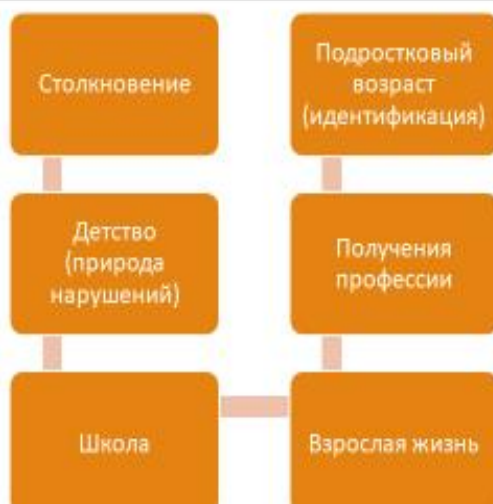 Столкновение
Детство
(природа
нарушений)
Школа
Взрослая жизнь
Получения
профессии
Подростковый
возраст
(идентификация)